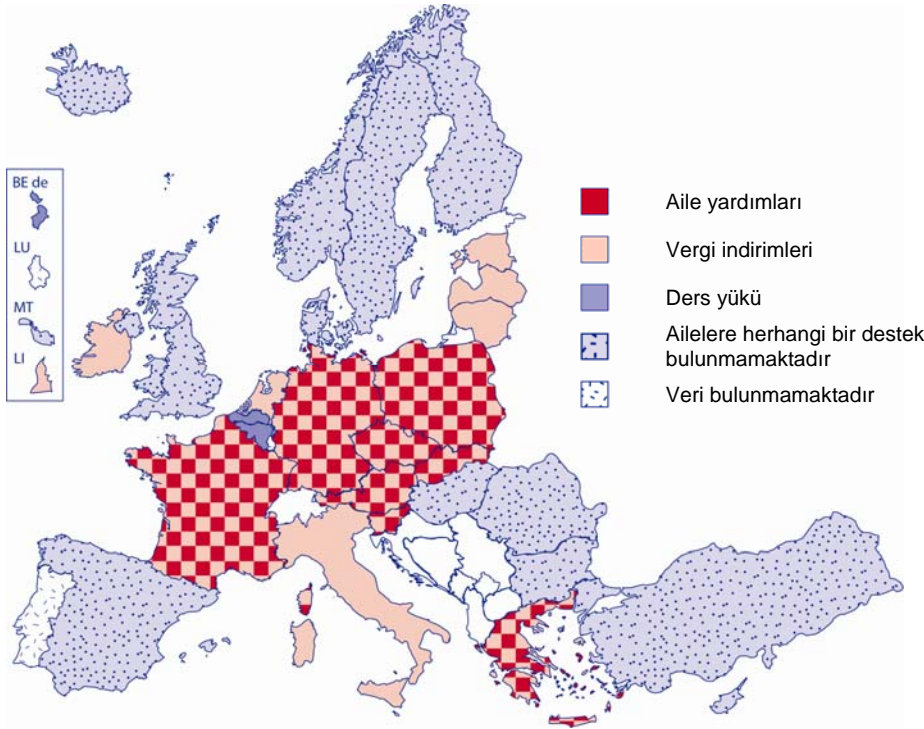 BE de
LU
MT
LI
Aile yardımları
Vergi indirimleri
Ders yükü
Ailelere herhangi bir destek
bulunmamaktadır
Veri bulunmamaktadır